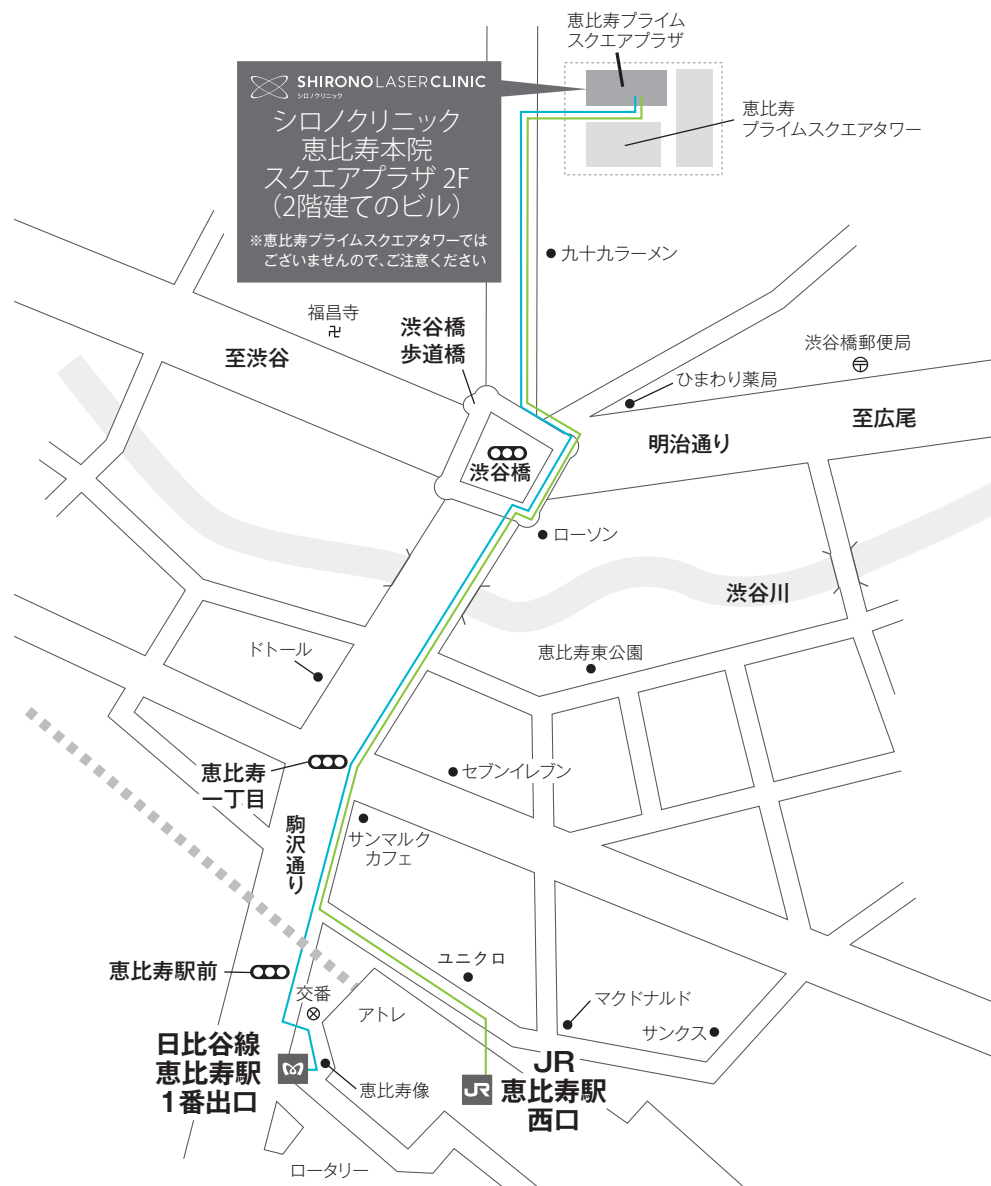 恵比寿プライム
スクエアプラザ
SHIRONO LASER CLINIC
シロノクリニック
シロノクリニック
恵比寿本院
スクエアプラザ 2F
（2階建てのビル）
※恵比寿プライムスクエアタワーでは
ございませんので、ご注意ください
恵比寿
プライムスクエアタワー
九十九ラーメン
福昌寺
卍
渋谷橋
歩道橋
至渋谷
渋谷橋郵便局
〒
ひまわり薬局
至広尾
明治通り
渋谷橋
ローソン
渋谷川
ドトール
恵比寿東公園
恵比寿
一丁目
セブンイレブン
駒沢通り
サンマルク
カフェ
恵比寿駅前
ユニクロ
交番
アトレ
マクドナルド
サンクス
日比谷線
恵比寿駅
1番出口
恵比寿像
JR
JR
恵比寿駅
西口
ロータリー